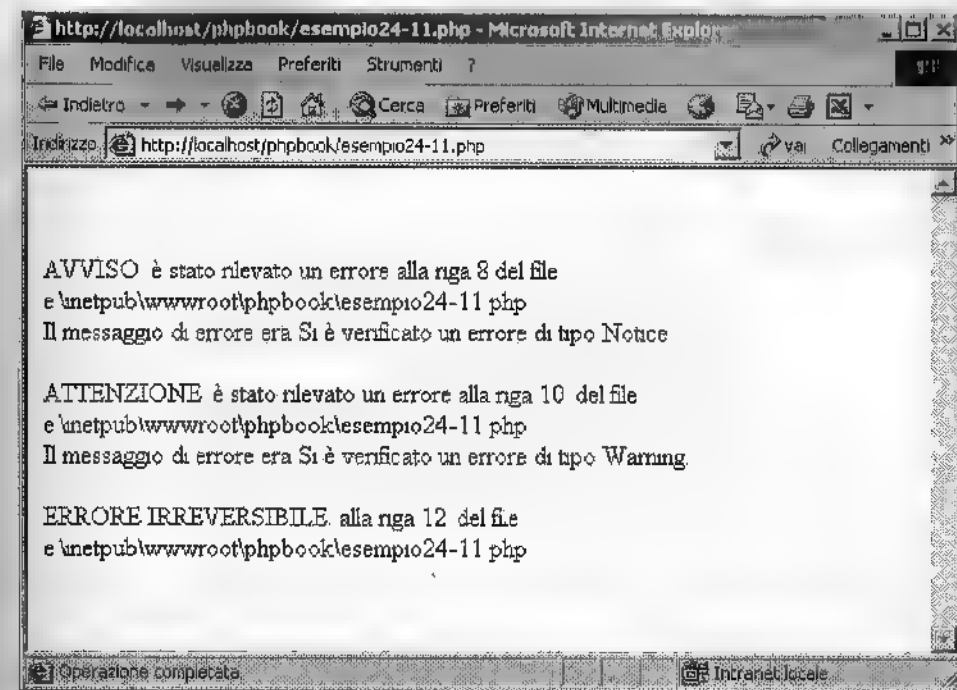 http://localhost/phpbook/esempio24-11.php - Microsoft Internet Explor
File Modifica Visualizza Preferiti Strumenti ?
Indietro Cerca Preferiti Multimedia
Indirizzo http://localhost/phpbook/esempio24-11.php Vai Collegamenti »
AVVISO è stato rilevato un errore alla riga 8 del file
e \inetpub\wwwroot\phpbook\esempio24-11 php
Il messaggio di errore era Si è verificato un errore di tipo Notice
ATTENZIONE è stato rilevato un errore alla riga 10 del file
e \inetpub\wwwroot\phpbook\esempio24-11 php
Il messaggio di errore era Si è verificato un errore di tipo Warning.
ERRORE IRREVERSIBILE. alla riga 12 del file
e \inetpub\wwwroot\phpbook\esempio24-11 php
Operazione completata Intranet locale